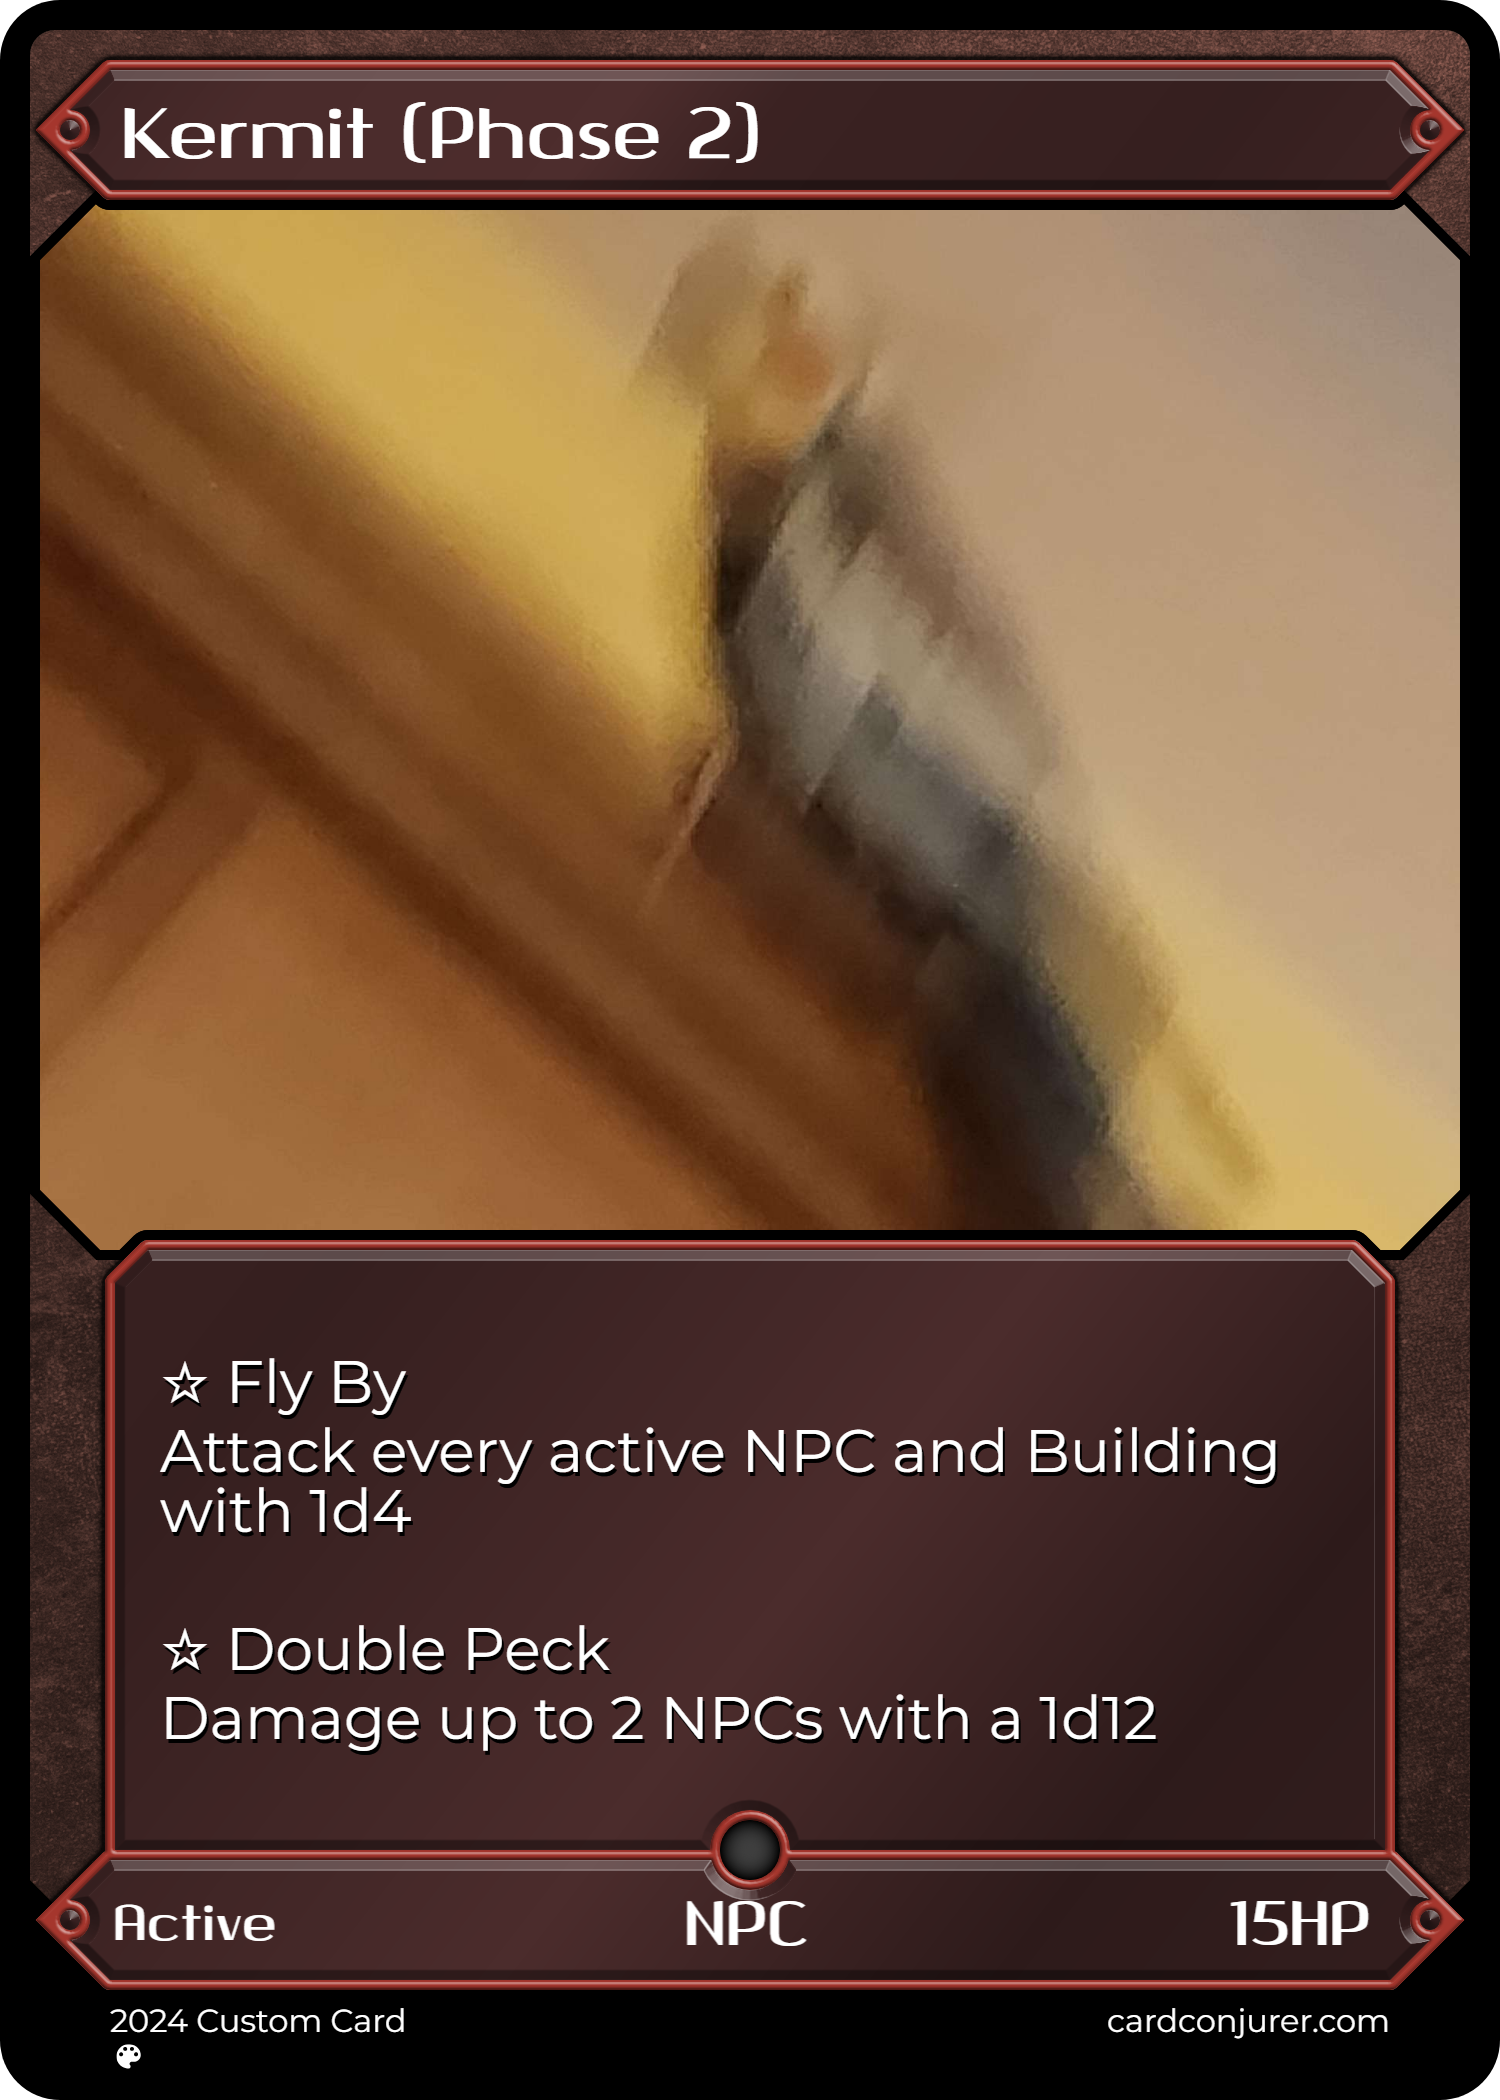 Kermit (Phase 2)
☆ Fly By
Attack every active NPC and Building
with 1d4
☆ Double Peck
Damage up to 2 NPCs with a 1d12
Active NPC 15HP
2024 Custom Card cardconjurer.com